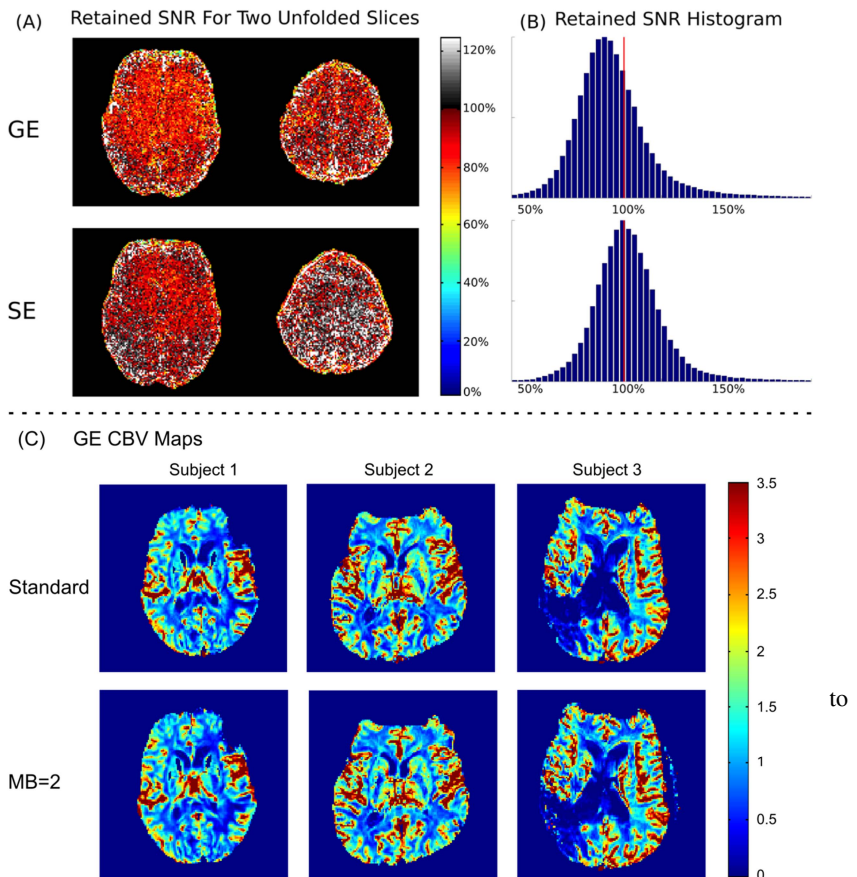 (A) Retained SNR For Two Unfolded Slices
(B) Retained SNR Histogram
GE
SE
120%
100%
80%
60%
40%
20%
0%
50% 100% 150%
50% 100% 150%
(C) GE CBV Maps
Subject 1 Subject 2 Subject 3
Standard
MB=2
3.5
3
2.5
2
1.5
1
0.5
0
to